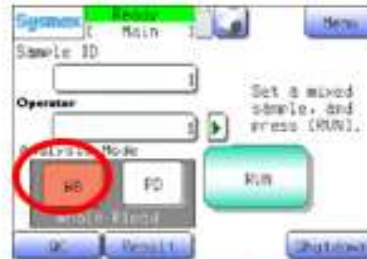 Sysmex [ Ready
Main ]
Menu
Sample ID
1
Set a mixed
sample, and
press [RUN].
Operator
1
Analysis Mode
WB
PD
RUN
Whole Blood
QC
Result
Shutdown